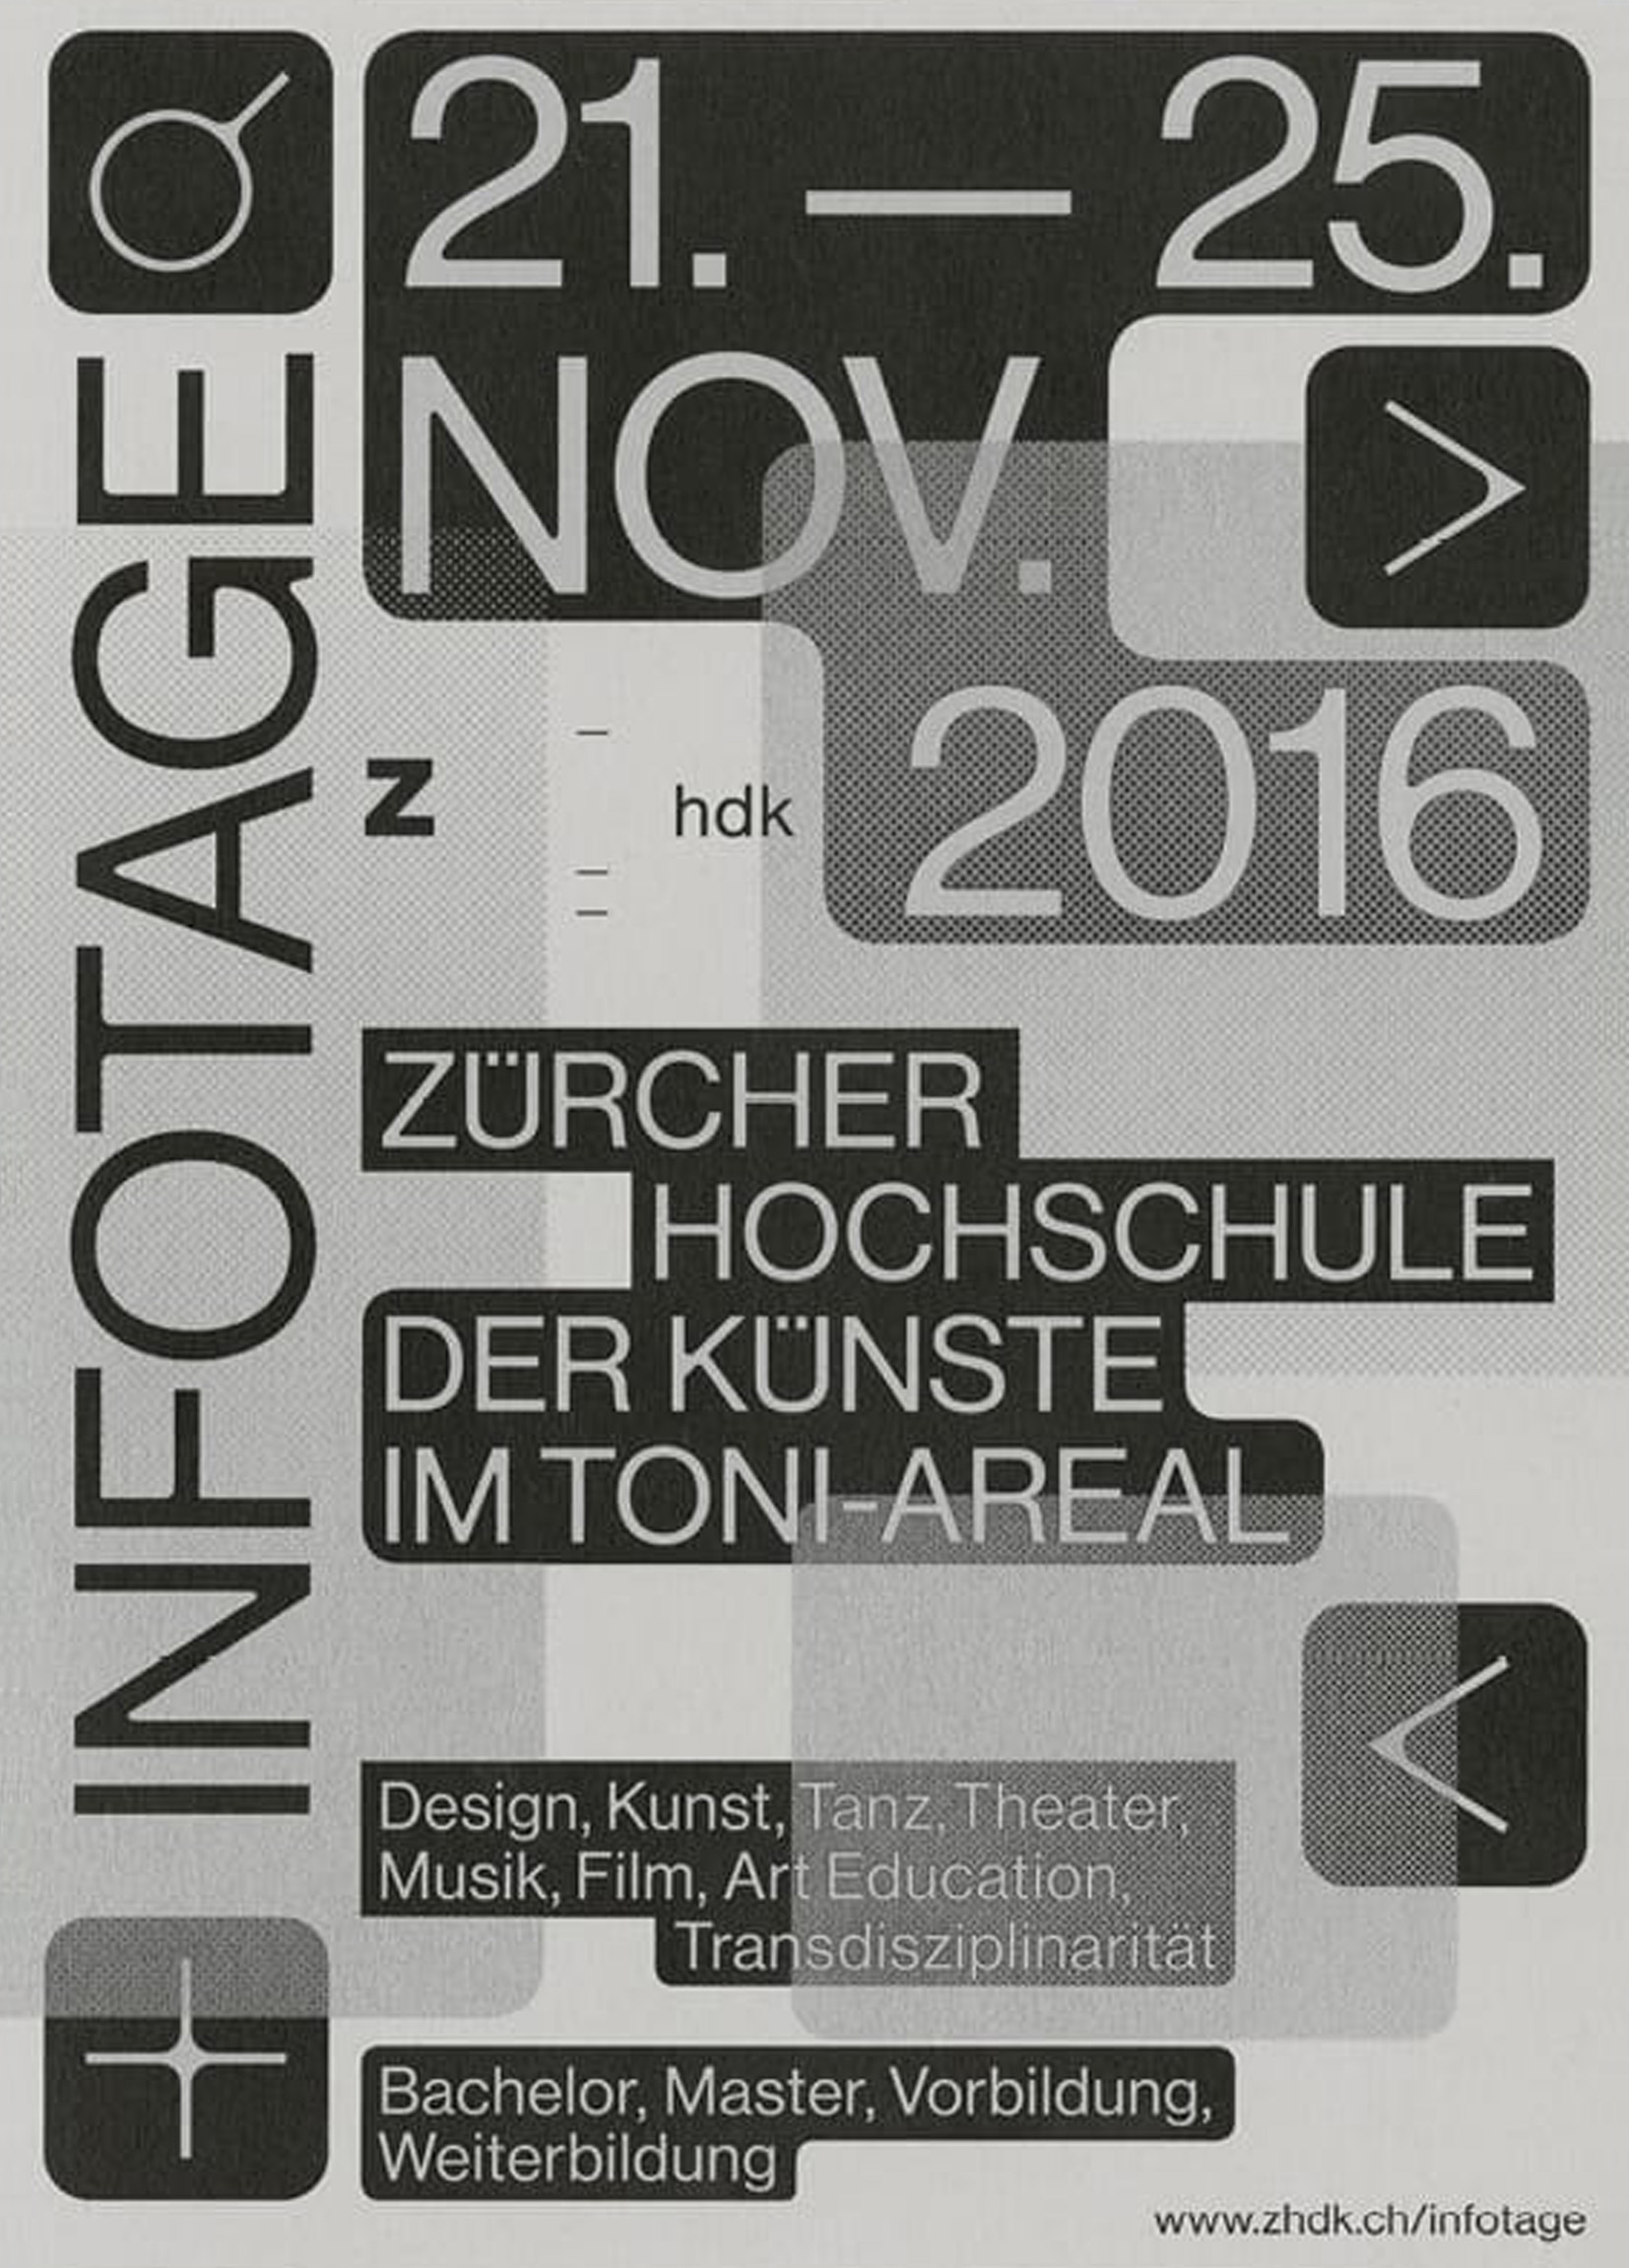 INFOTAGE
21. — 25.
NOV.
2016
Z hdk
ZÜRCHER
HOCHSCHULE
DER KÜNSTE
IM TONI-AREAL
Design, Kunst, Tanz, Theater,
Musik, Film, Art Education,
Transdisziplinarität
Bachelor, Master, Vorbildung,
Weiterbildung
www.zhdk.ch/infotage